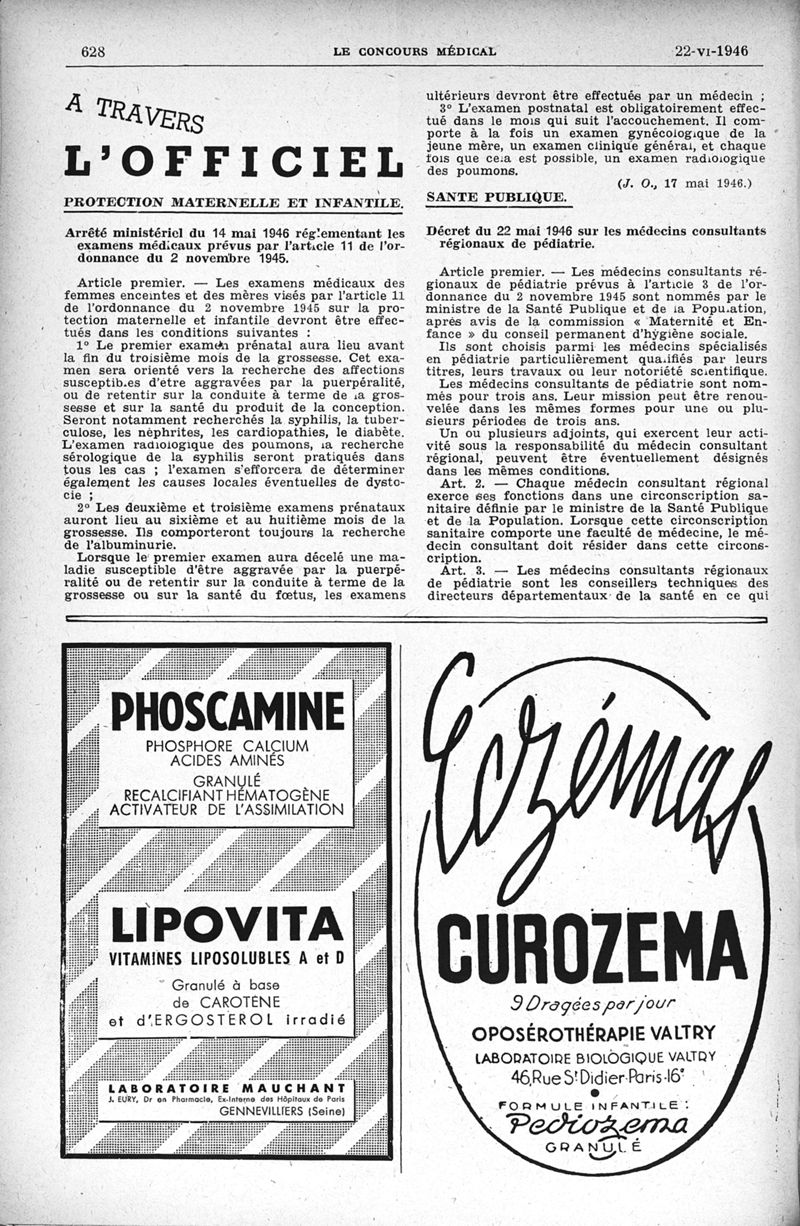 628
LE CONCOURS MÉDICAL
22-VI-1946
A TRAVERS
L'OFFICIEL
PROTECTION MATERNELLE ET INFANTILE.
Arrêté ministériel du 14 mai 1946 réglementant les
examens médicaux prévus par l'article 11 de l'or-
donnance du 2 novembre 1945.
Article premier. — Les examens médicaux des
femmes enceintes et des mères visés par l'article 11
de l'ordonnance du 2 novembre 1945 sur la pro-
tection maternelle et infantile devront être effec-
tués dans les conditions suivantes :
1° Le premier examen prénatal aura lieu avant
la fin du troisième mois de la grossesse. Cet exa-
men sera orienté vers la recherche des affections
susceptibles d'etre aggravées par la puerpéralité,
ou de retentir sur la conduite à terme de la gros-
sesse et sur la santé du produit de la conception.
Seront notamment recherchés la syphilis, la tuber-
culose, les néphrites, les cardiopathies, le diabète.
L'examen radiologique des poumons, la recherche
sérologique de la syphilis seront pratiqués dans
tous les cas ; l'examen s'efforcera de déterminer
également les causes locales éventuelles de dysto-
cie ;
2° Les deuxième et troisième examens prénataux
auront lieu au sixième et au huitième mois de la
grossesse. Ils comporteront toujours la recherche
de l'albuminurie.
Lorsque le premier examen aura décelé une ma-
ladie susceptible d'être aggravée par la puerpé-
ralité ou de retentir sur la conduite à terme de la
grossesse ou sur la santé du fœtus, les examens
ultérieurs devront être effectués par un médecin ;
3° L'examen postnatal est obligatoirement effec-
tué dans le mois qui suit l'accouchement. Il com-
porte à la fois un examen gynécologique de la
jeune mère, un examen clinique général, et chaque
fois que cela est possible, un examen radiologique
des poumons.
(J. O., 17 mai 1946.)
SANTE PUBLIQUE.
Décret du 22 mai 1946 sur les médecins consultants
régionaux de pédiatrie.
Article premier. — Les médecins consultants ré-
gionaux de pédiatrie prévus à l'article 3 de l'or-
donnance du 2 novembre 1945 sont nommés par le
ministre de la Santé Publique et de la Population,
après avis de la commission « Maternité et En-
fance » du conseil permanent d'hygiène sociale.
Ils sont choisis parmi les médecins spécialisés
en pédiatrie particulièrement qualifiés par leurs
titres, leurs travaux ou leur notoriété scientifique.
Les médecins consultants de pédiatrie sont nom-
més pour trois ans. Leur mission peut être renou-
velée dans les mêmes formes pour une ou plu-
sieurs périodes de trois ans.
Un ou plusieurs adjoints, qui exercent leur acti-
vité sous la responsabilité du médecin consultant
régional, peuvent être éventuellement désignés
dans les mêmes conditions.
Art. 2. — Chaque médecin consultant régional
exerce ses fonctions dans une circonscription sa-
nitaire définie par le ministre de la Santé Publique
et de la Population. Lorsque cette circonscription
sanitaire comporte une faculté de médecine, le mé-
decin consultant doit résider dans cette circons-
cription.
Art. 3. — Les médecins consultants régionaux
de pédiatrie sont les conseillers techniques des
directeurs départementaux de la santé en ce qui
PHOSCAMINE
PHOSPHORE CALCIUM
ACIDES AMINÉS
GRANULÉ
RECALCIFIANT HÉMATOGÈNE
ACTIVATEUR DE L'ASSIMILATION
LIPOVITA
VITAMINES LIPOSOLUBLES A et D
Granulé à base
de CAROTÈNE
et d'ERGOSTEROL irradié
LABORATOIRE MAUCHANT
J. EURY, Dr en Pharmacie, Ex-Interne des Hôpitaux de Paris
GENNEVILLIERS (Seine)
Eczémas
CUROZEMA
9 Dragées par jour
OPOSÉROTHÉRAPIE VALTRY
LABORATOIRE BIOLOGIQUE VALTRY
46, Rue St Didier-Paris-16e
FORMULE INFANTILE :
Pediozema
GRANULÉ